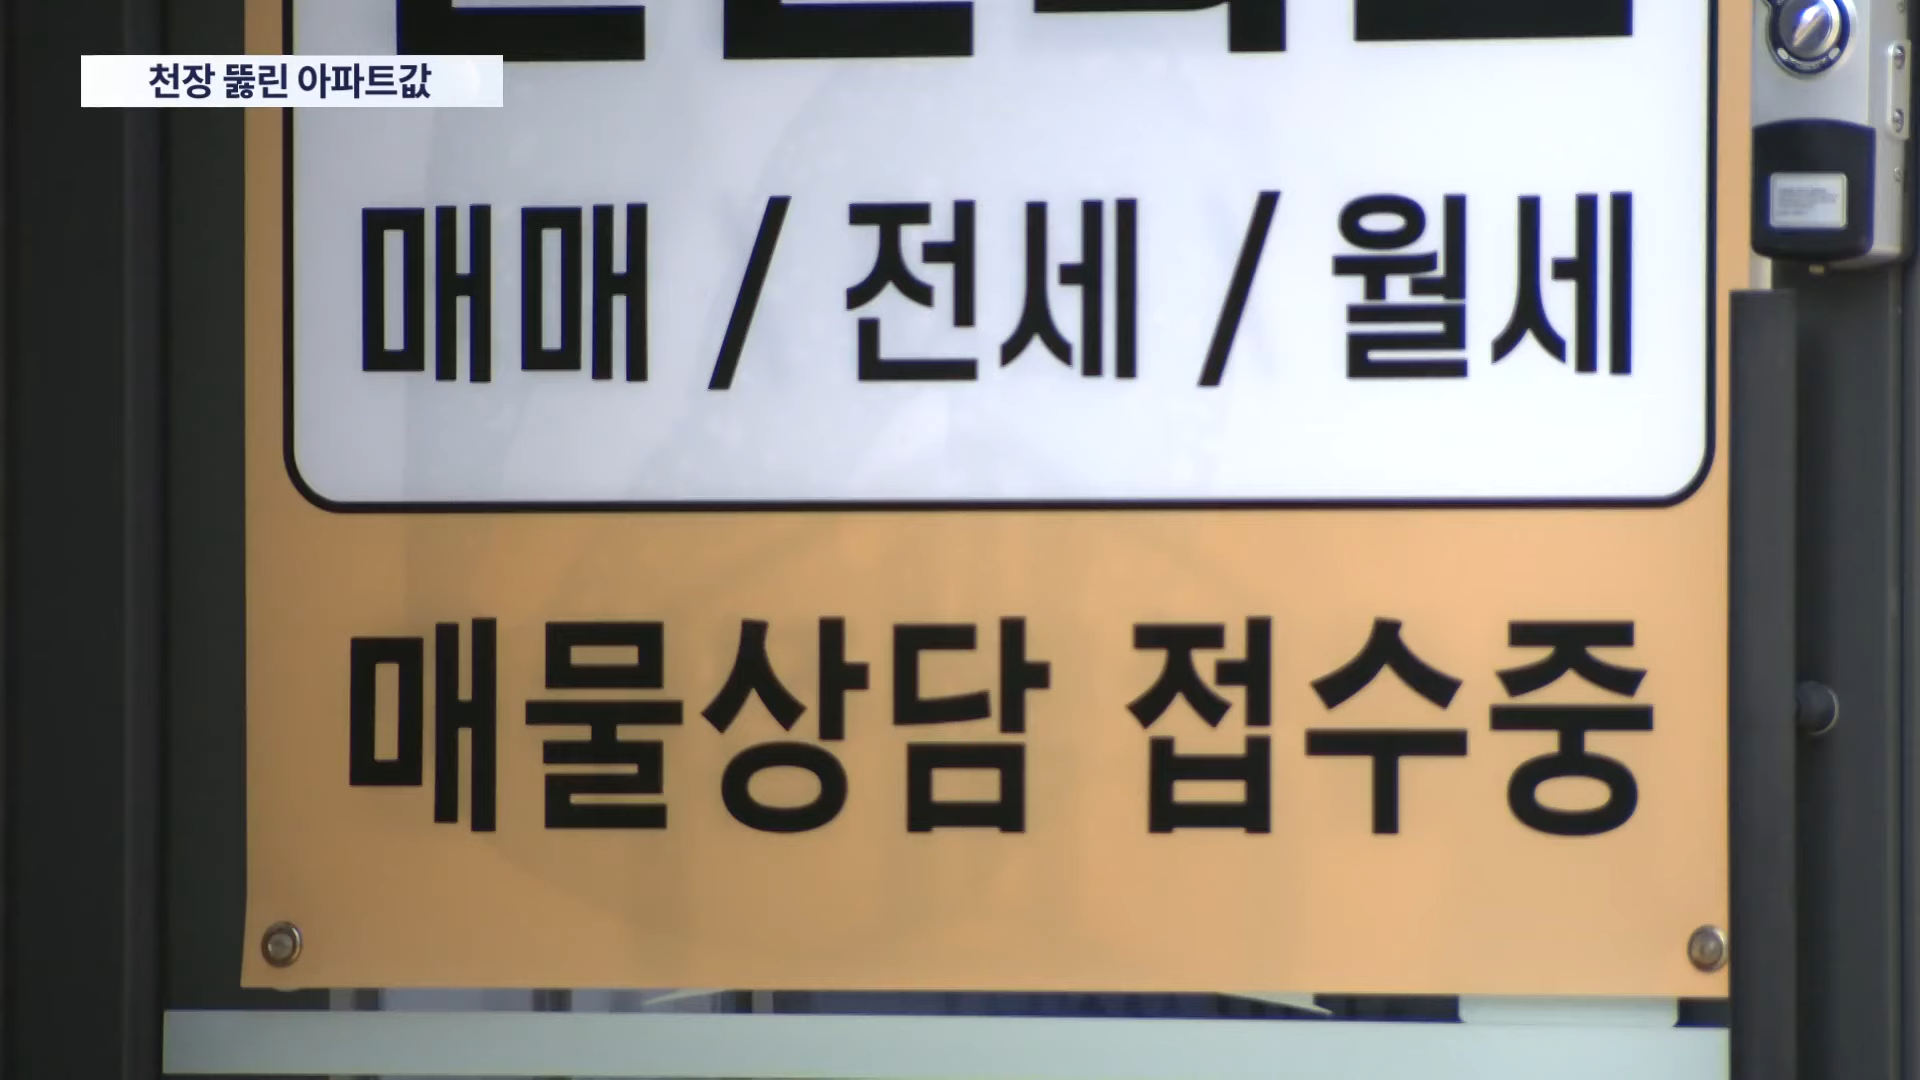 천장 뚫린 아파트값
매매 / 전세 / 월세
매물상담 접수중